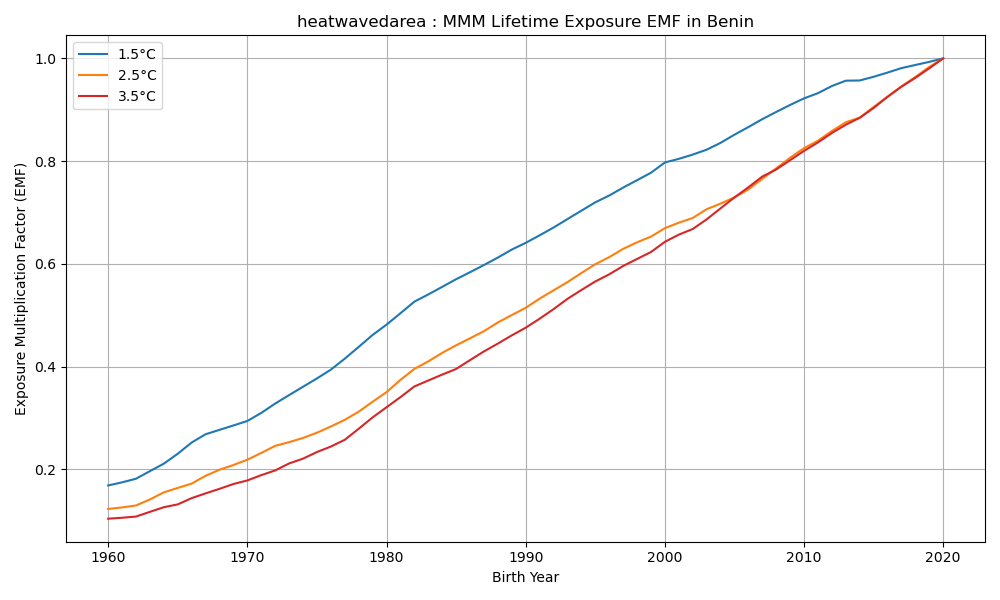 heatwavedarea : MMM Lifetime Exposure EMF in Benin
1.5°C
2.5°C
3.5°C
Exposure Multiplication Factor (EMF)
1.0
0.8
0.6
0.4
0.2
1960 1970 1980 1990 2000 2010 2020
Birth Year